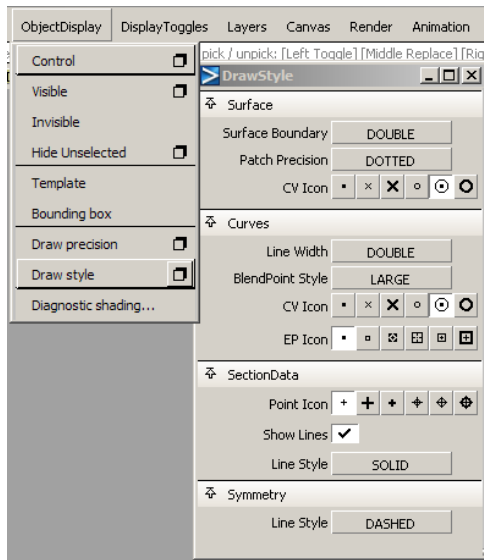 ObjectDisplay DisplayToggles Layers Canvas Render Animation
pick / unpick: [Left Toggle] [Middle Replace] [Rig
Control
Visible
Invisible
Hide Unselected
Template
Bounding box
Draw precision
Draw style
Diagnostic shading...
DrawStyle
Surface
Surface Boundary DOUBLE
Patch Precision DOTTED
CV Icon
Curves
Line Width DOUBLE
BlendPoint Style LARGE
CV Icon
EP Icon
SectionData
Point Icon
Show Lines
Line Style SOLID
Symmetry
Line Style DASHED